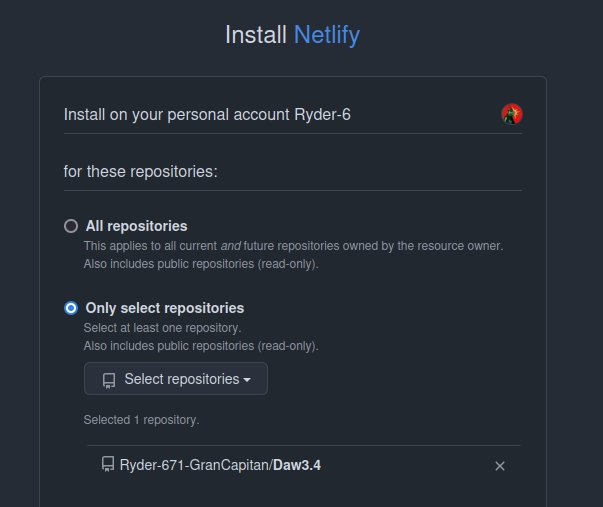 Install Netlify
Install on your personal account Ryder-6
for these repositories:
All repositories
This applies to all current and future repositories owned by the resource owner.
Also includes public repositories (read-only).
Only select repositories
Select at least one repository.
Also includes public repositories (read-only).
Select repositories
Selected 1 repository.
Ryder-671-GranCapitan/Daw3.4